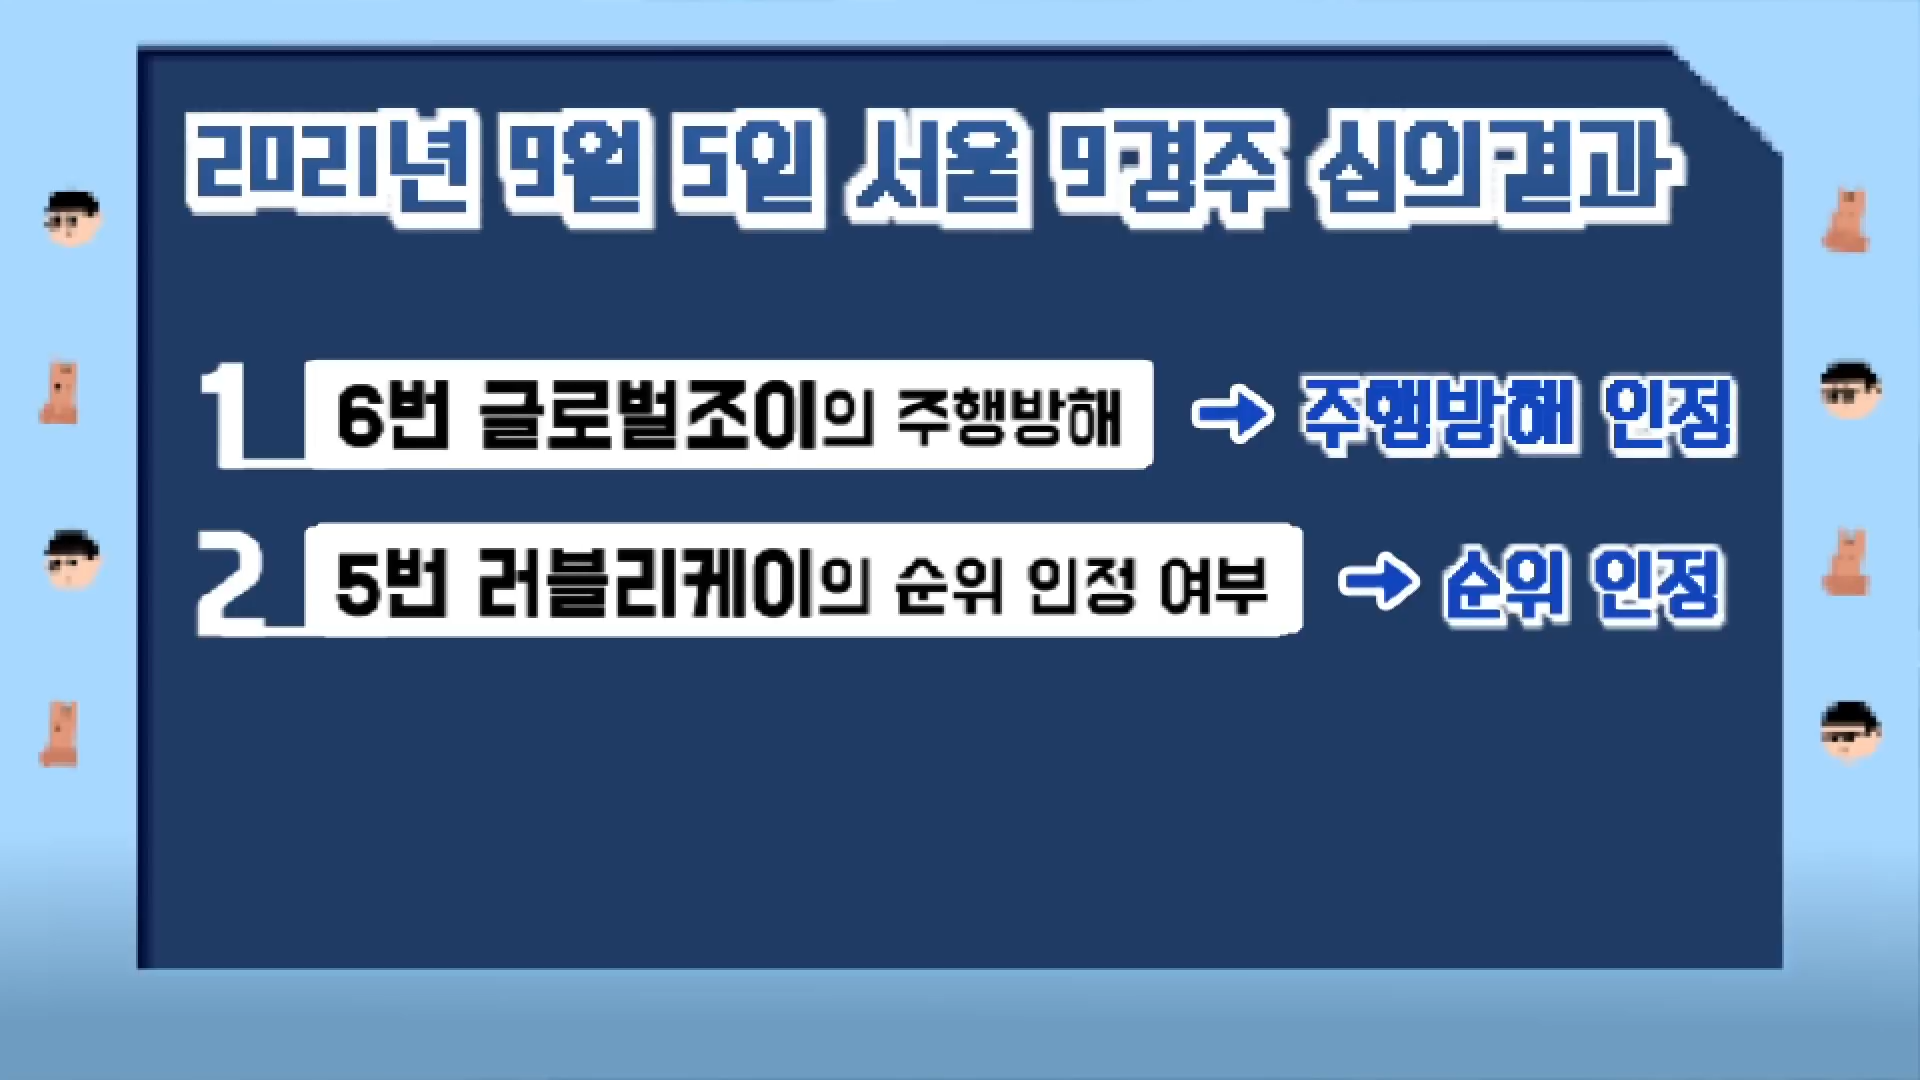 2021년 9월 5일 서울 9경주 심의결과
1 6번 글로벌조이의 주행방해 → 주행방해 인정
2 5번 러블리케이의 순위 인정 여부 → 순위 인정